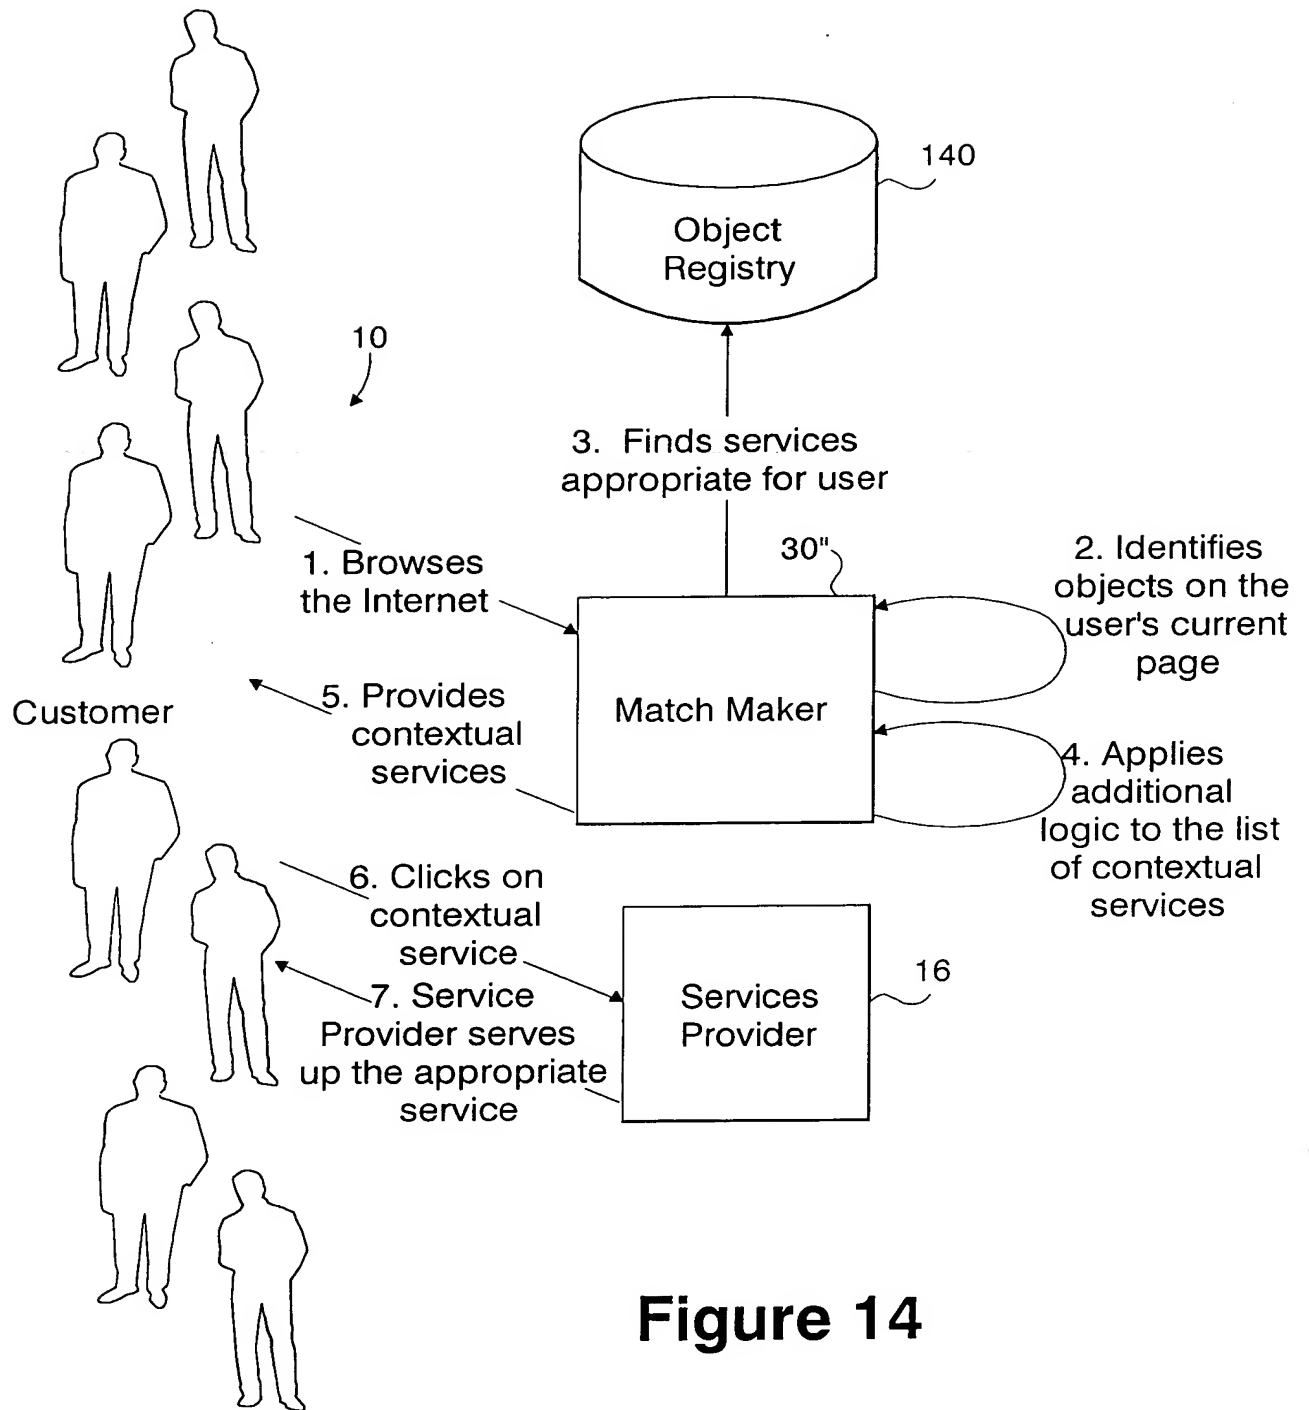 140
Object
Registry
10
3. Finds services
appropriate for user
30"
2. Identifies
objects on the
user's current
page
1. Browses
the Internet
Match Maker
5. Provides
contextual
services
Customer
4. Applies
additional
logic to the list
of contextual
services
6. Clicks on
contextual
service
16
Services
Provider
7. Service
Provider serves
up the appropriate
service
Figure 14